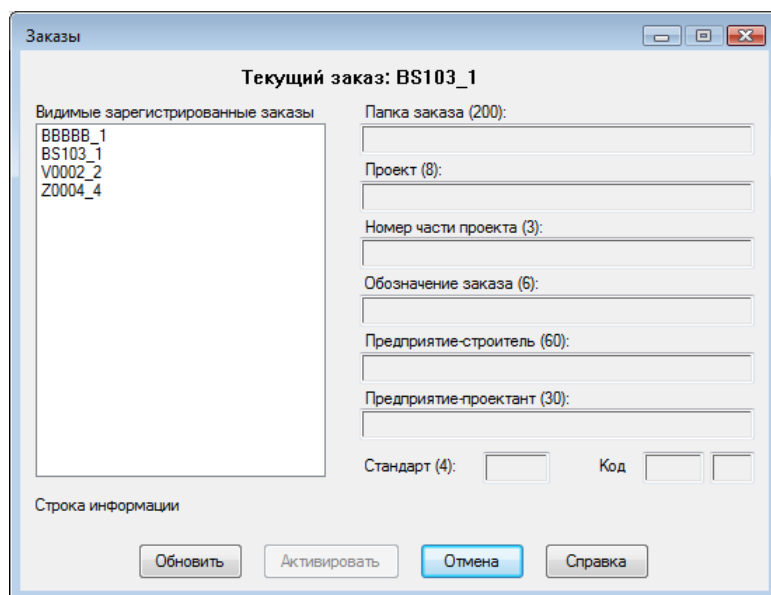 Заказы
Текущий заказ: BS103_1
Видимые зарегистрированные заказы
BBBBB_1
BS103_1
V0002_2
Z0004_4
Папка заказа (200):
Проект (8):
Номер части проекта (3):
Обозначение заказа (6):
Предприятие-строитель (60):
Предприятие-проектант (30):
Стандарт (4):
Код
Строка информации
Обновить
Активировать
Отмена
Справка